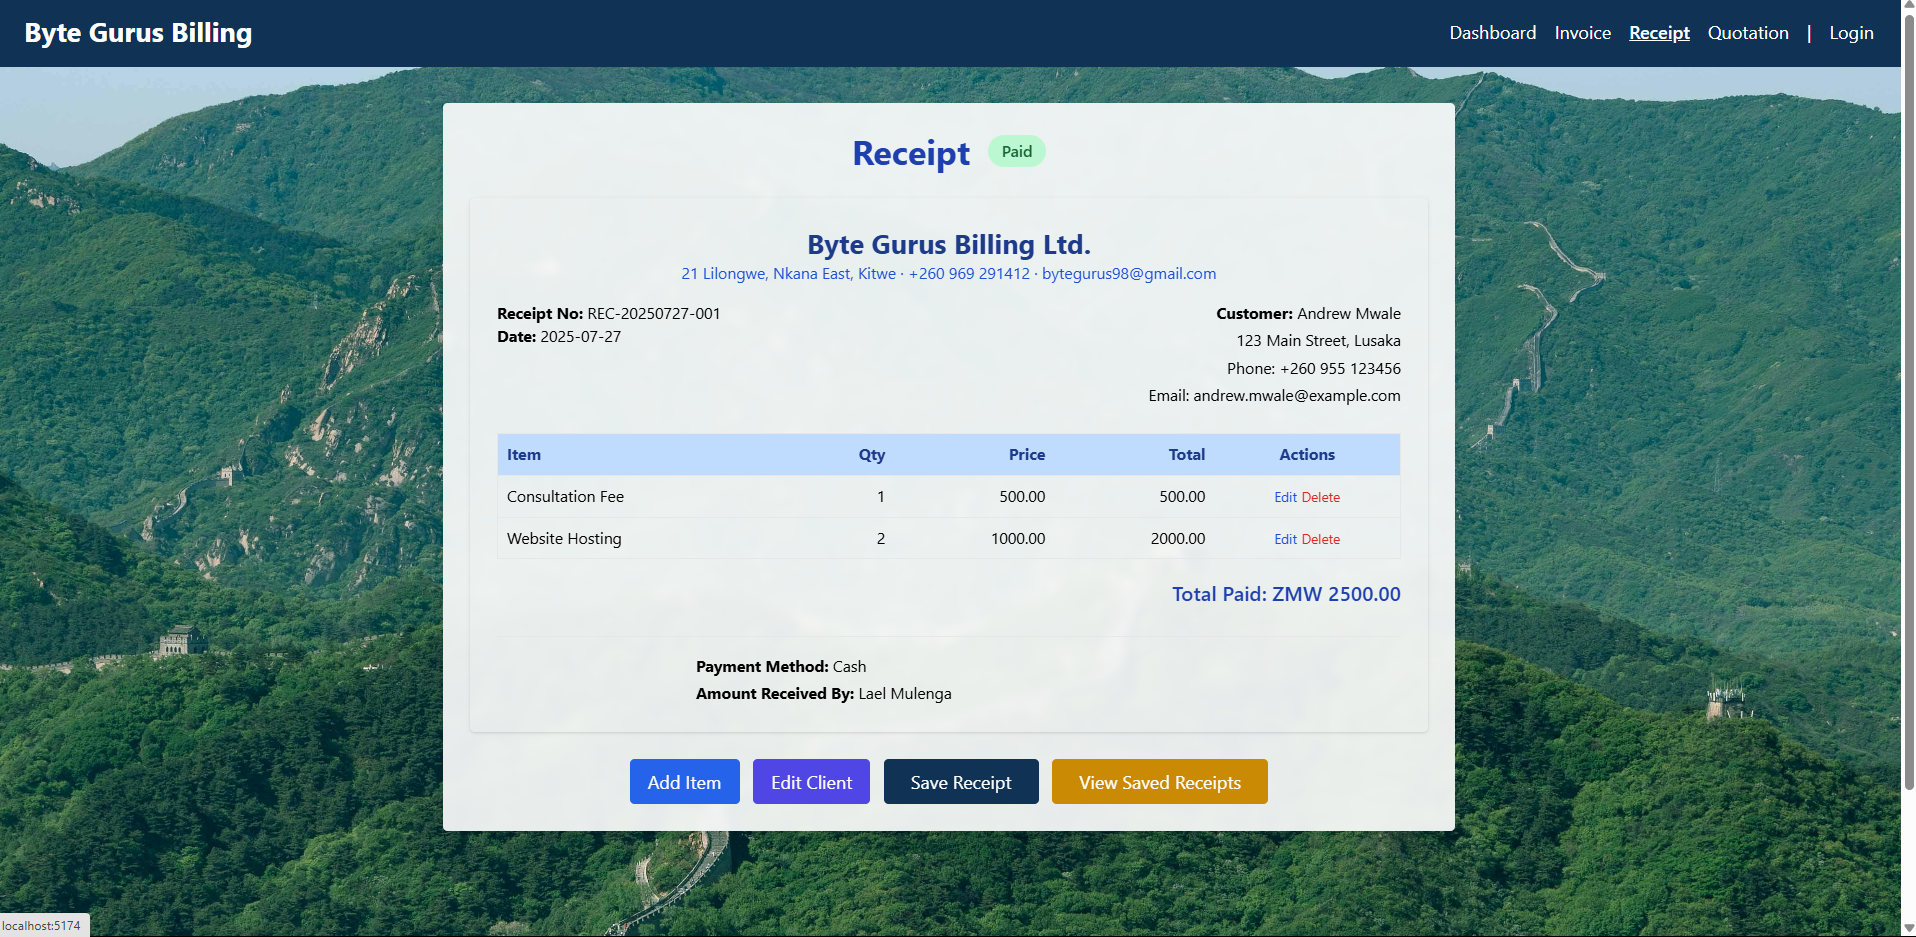 Byte Gurus Billing
Dashboard Invoice Receipt Quotation | Login
Receipt Paid
Byte Gurus Billing Ltd.
21 Lilongwe, Nkana East, Kitwe · +260 969 291412 · bytegurus98@gmail.com
Receipt No: REC-20250727-001
Date: 2025-07-27
Customer: Andrew Mwale
123 Main Street, Lusaka
Phone: +260 955 123456
Email: andrew.mwale@example.com
Item Qty Price Total Actions
Consultation Fee 1 500.00 500.00 Edit Delete
Website Hosting 2 1000.00 2000.00 Edit Delete
Total Paid: ZMW 2500.00
Payment Method: Cash
Amount Received By: Lael Mulenga
Add Item Edit Client Save Receipt View Saved Receipts
localhost:5174